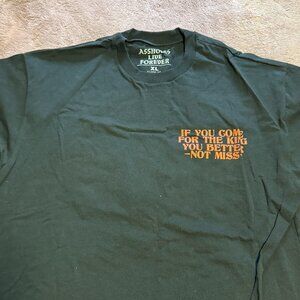 ASSHOLES
LIVE
FOREVER
XL
IF YOU COME
FOR THE KING
YOU BETTER
-NOT MISS